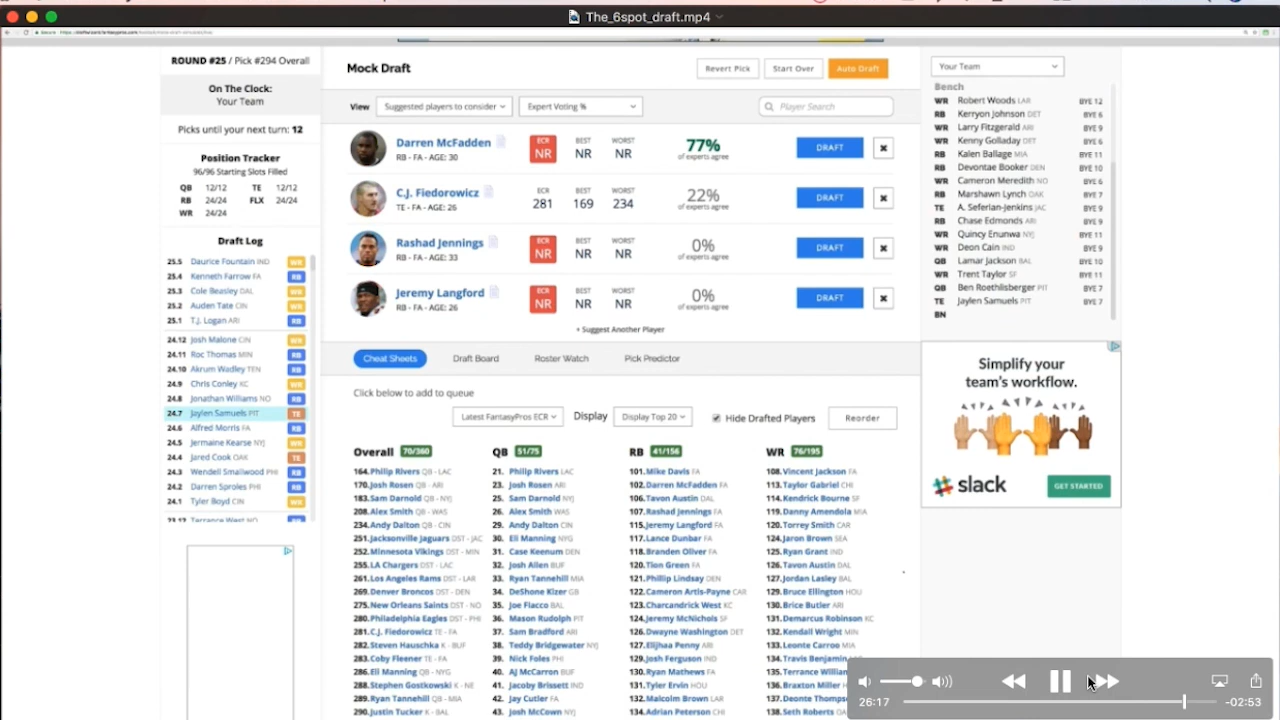 The_6spot_draft.mp4
ROUND #25 / Pick #294 Overall
On The Clock:
Your Team
Picks until your next turn: 12
Position Tracker
96/96 Starting Slots Filled
QB 12/12 TE 12/12
RB 24/24 FLX 24/24
WR 24/24
Draft Log
25.5 Daurice Fountain IND WR
25.4 Kenneth Farrow FA RB
25.3 Cole Beasley DAL WR
25.2 Auden Tate CIN WR
25.1 T.J. Logan ARI RB
24.12 Josh Malone CIN WR
24.11 Roc Thomas MIN RB
24.10 Akrum Wadley TEN RB
24.9 Chris Conley KC WR
24.8 Jonathan Williams NO RB
24.7 Jaylen Samuels PIT TE
24.6 Alfred Morris FA RB
24.5 Jermaine Kearse NYJ WR
24.4 Jared Cook OAK TE
24.3 Wendell Smallwood PHI RB
24.2 Darren Sproles PHI RB
24.1 Tyler Boyd CIN WR
23.12 Terrance West NO RB
Mock Draft
Revert Pick Start Over Auto Draft
View Suggested players to consider Expert Voting % Player Search
Darren McFadden
RB - FA - AGE: 30
ECR NR BEST NR WORST NR
77% of experts agree
DRAFT
C.J. Fiedorowicz
TE - FA - AGE: 26
ECR 281 BEST 169 WORST 234
22% of experts agree
DRAFT
Rashad Jennings
RB - FA - AGE: 33
ECR NR BEST NR WORST NR
0% of experts agree
DRAFT
Jeremy Langford
RB - FA - AGE: 26
ECR NR BEST NR WORST NR
0% of experts agree
DRAFT
+ Suggest Another Player
Cheat Sheets Draft Board Roster Watch Pick Predictor
Click below to add to queue
Latest FantasyPros ECR Display Display Top 20 Hide Drafted Players Reorder
Overall 70/360
164. Philip Rivers QB - LAC
170. Josh Rosen QB - ARI
183. Sam Darnold QB - NYJ
208. Alex Smith QB - WAS
234. Andy Dalton QB - CIN
251. Jacksonville Jaguars DST - JAC
252. Minnesota Vikings DST - MIN
255. LA Chargers DST - LAC
261. Los Angeles Rams DST - LAR
269. Denver Broncos DST - DEN
275. New Orleans Saints DST - NO
280. Philadelphia Eagles DST - PHI
281. C.J. Fiedorowicz TE - FA
282. Steven Hauschka K - BUF
283. Coby Fleener TE - FA
286. Eli Manning QB - NYG
288. Stephen Gostkowski K - NE
289. Ryan Tannehill QB - MIA
290. Justin Tucker K - BAL
QB 51/75
21. Philip Rivers LAC
23. Josh Rosen ARI
25. Sam Darnold NYJ
26. Alex Smith WAS
29. Andy Dalton CIN
30. Eli Manning NYG
31. Case Keenum DEN
32. Josh Allen BUF
33. Ryan Tannehill MIA
34. DeShone Kizer GB
35. Joe Flacco BAL
36. Mason Rudolph PIT
37. Sam Bradford ARI
38. Teddy Bridgewater NYJ
39. Nick Foles PHI
40. AJ McCarron BUF
41. Jacoby Brissett IND
42. Jay Cutler FA
43. Josh McCown NYJ
RB 41/156
101. Mike Davis FA
102. Darren McFadden FA
106. Tavon Austin DAL
107. Rashad Jennings FA
115. Jeremy Langford FA
117. Lance Dunbar FA
118. Branden Oliver FA
120. Tion Green FA
121. Phillip Lindsay DEN
122. Cameron Artis-Payne CAR
123. Charcandrick West KC
124. Jeremy McNichols SF
126. Dwayne Washington DET
127. Elijhaa Penny ARI
129. Josh Ferguson IND
130. Ryan Mathews FA
131. Tyler Ervin HOU
132. Malcolm Brown LAR
134. Adrian Peterson CHI
WR 76/195
108. Vincent Jackson FA
113. Taylor Gabriel CHI
114. Kendrick Bourne SF
119. Danny Amendola MIA
120. Torrey Smith CAR
124. Jaron Brown SEA
125. Ryan Grant IND
126. Tavon Austin DAL
127. Jordan Lasley BAL
129. Bruce Ellington HOU
130. Brice Butler ARI
131. Demarcus Robinson KC
132. Kendall Wright MIN
133. Leonte Carroo MIA
134. Travis Benjamin
135. Terrance William
136. Braxton Miller
137. Deonte Thomps
138. Seth Roberts OA
Your Team
Bench
WR Robert Woods LAR BYE 12
RB Kerryon Johnson DET BYE 6
WR Larry Fitzgerald ARI BYE 9
WR Kenny Golladay DET BYE 6
RB Kalen Ballage MIA BYE 11
RB Devontae Booker DEN BYE 10
WR Cameron Meredith NO BYE 6
RB Marshawn Lynch OAK BYE 7
TE A. Seferian-Jenkins JAC BYE 9
RB Chase Edmonds ARI BYE 9
WR Quincy Enunwa NYJ BYE 11
WR Deon Cain IND BYE 9
QB Lamar Jackson BAL BYE 10
WR Trent Taylor SF BYE 11
QB Ben Roethlisberger PIT BYE 7
TE Jaylen Samuels PIT BYE 7
BN
Simplify your
team's workflow.
slack GET STARTED
26:17 -02:53